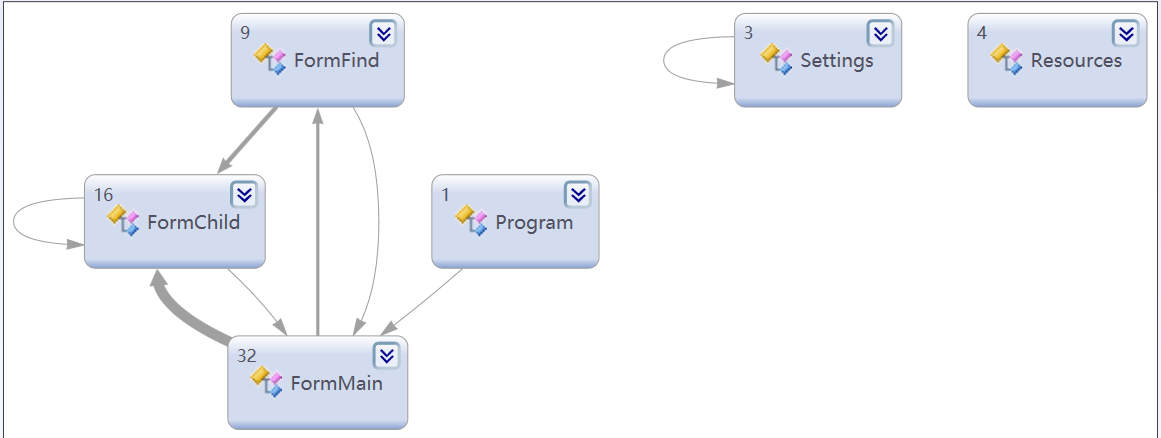 9
FormFind
3
Settings
4
Resources
16
FormChild
1
Program
32
FormMain